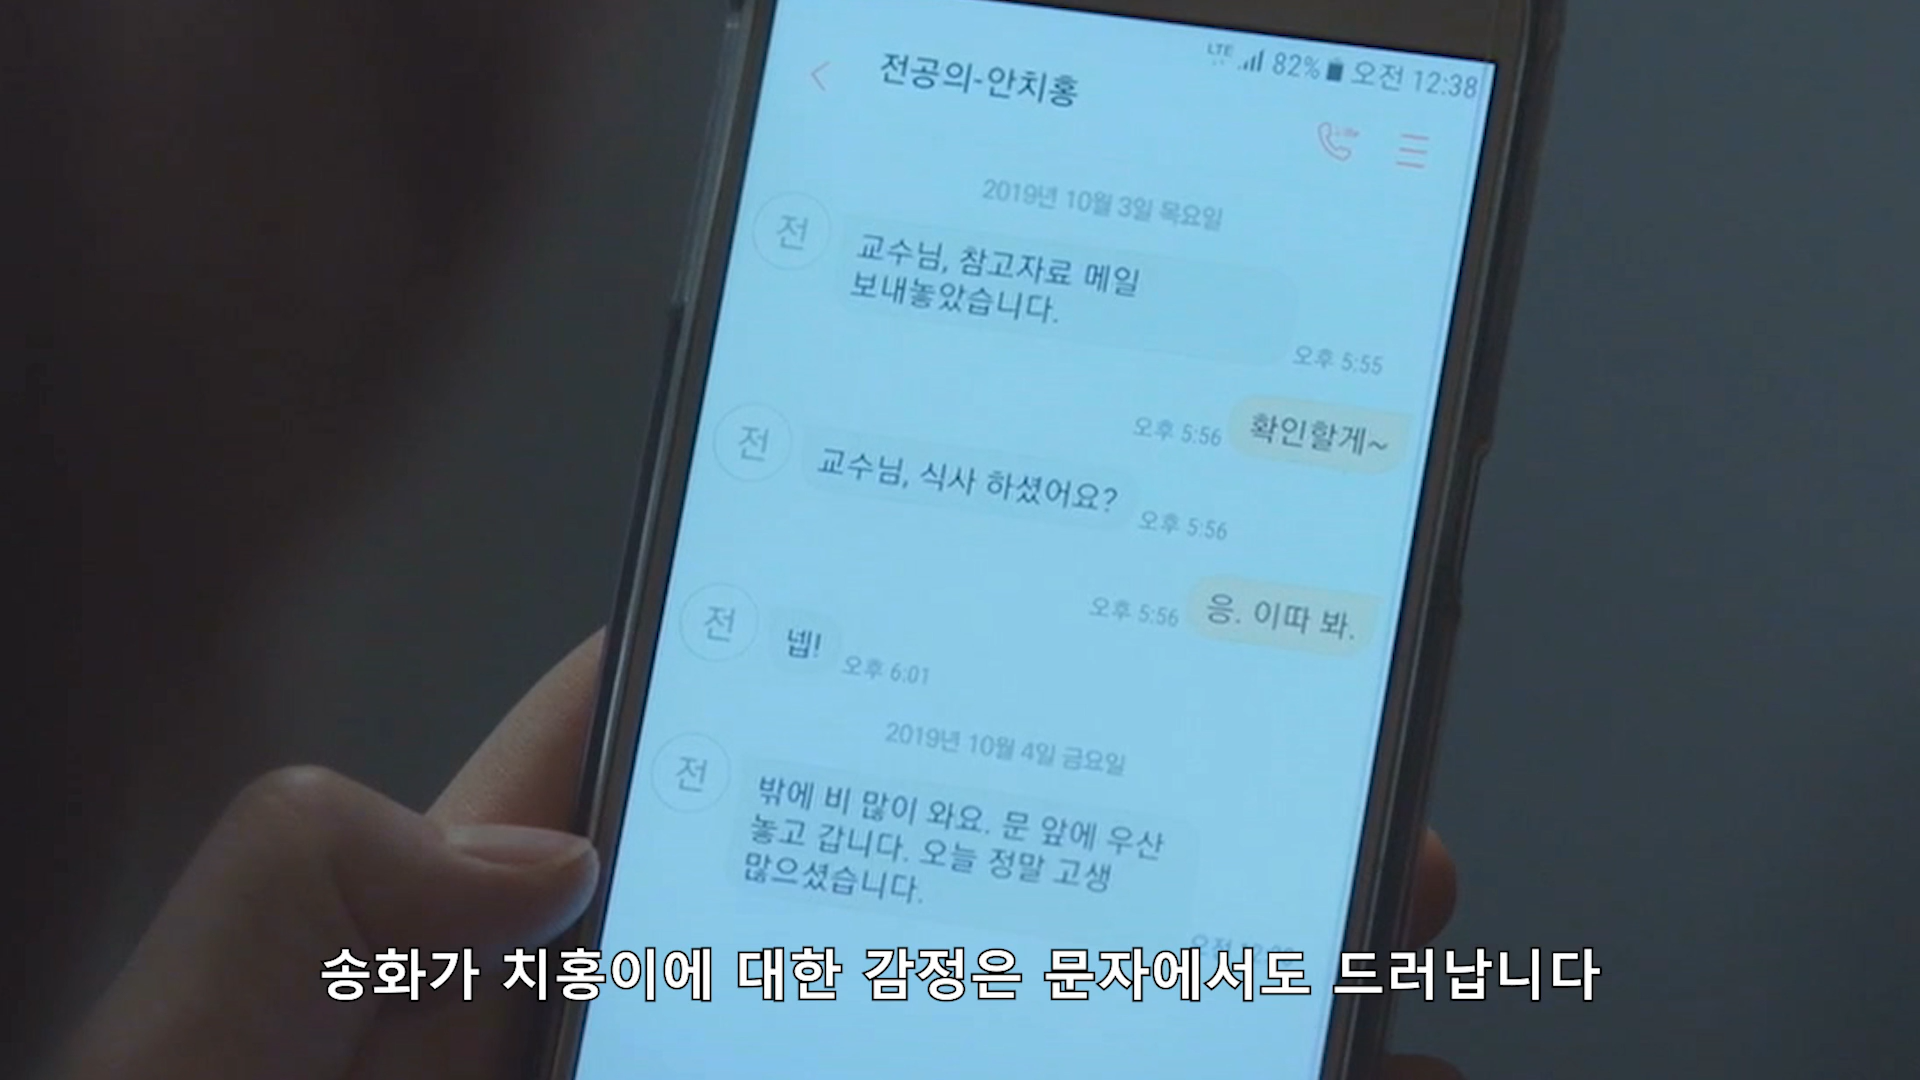 LTE 82% 오전 12:38
전공의-안치홍
2019년 10월 3일 목요일
전
교수님, 참고자료 메일
보내놓았습니다.
오후 5:55
오후 5:56 확인할게~
전
교수님, 식사 하셨어요?
오후 5:56
오후 5:56 응. 이따 봐.
전
넵!
오후 6:01
2019년 10월 4일 금요일
전
밖에 비 많이 와요. 문 앞에 우산
놓고 갑니다. 오늘 정말 고생
많으셨습니다.
오전
송화가 치홍이에 대한 감정은 문자에서도 드러납니다